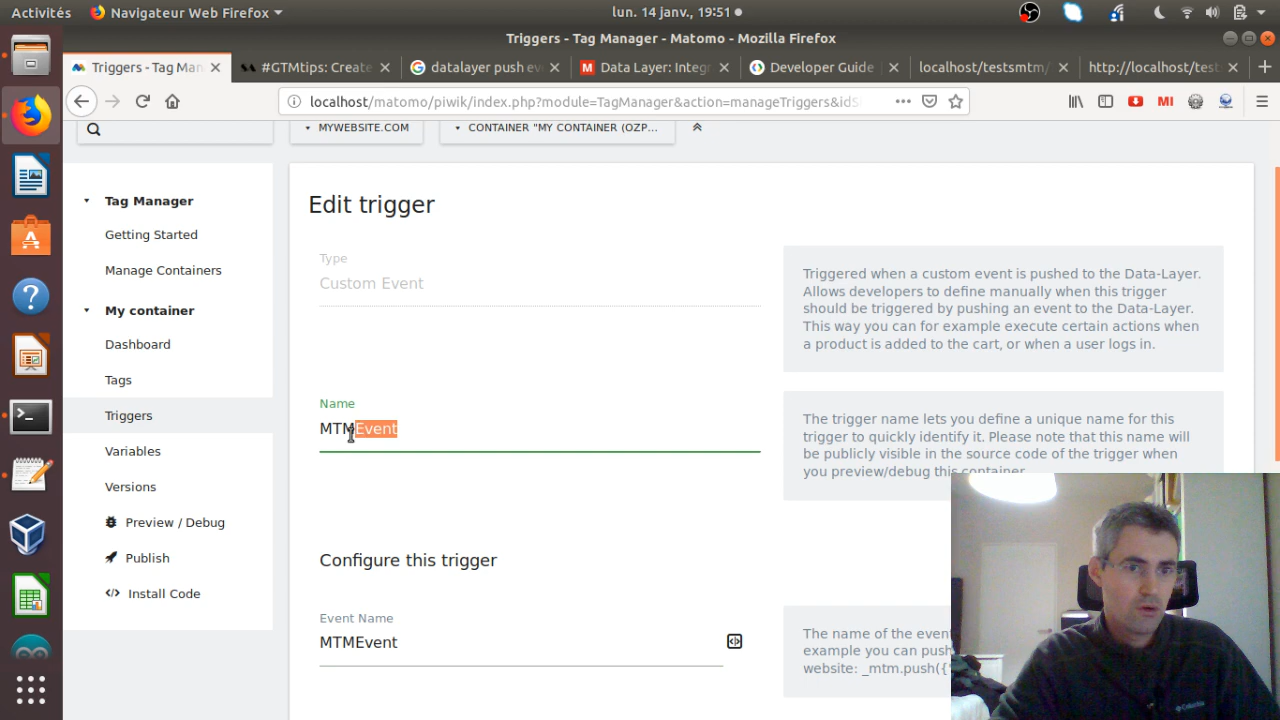 Activités
Navigateur Web Firefox
lun. 14 janv., 19:51
Triggers - Tag Manager - Matomo - Mozilla Firefox
Triggers - Tag Man
#GTMtips: Create
datalayer push eve
Data Layer: Integr
Developer Guide
localhost/testsmtm/
http://localhost/test
localhost/matomo/piwik/index.php?module=TagManager&action=manageTriggers&idS
MYWEBSITE.COM
CONTAINER "MY CONTAINER (OZP...
Tag Manager
Getting Started
Manage Containers
My container
Dashboard
Tags
Triggers
Variables
Versions
Preview / Debug
Publish
Install Code
Edit trigger
Type
Custom Event
Triggered when a custom event is pushed to the Data-Layer.
Allows developers to define manually when this trigger
should be triggered by pushing an event to the Data-Layer.
This way you can for example execute certain actions when
a product is added to the cart, or when a user logs in.
Name
MTMEvent
The trigger name lets you define a unique name for this
trigger to quickly identify it. Please note that this name will
be publicly visible in the source code of the trigger when
you preview/debug this container.
Configure this trigger
Event Name
MTMEvent
The name of the even
example you can push
website: _mtm.push({
Columbia